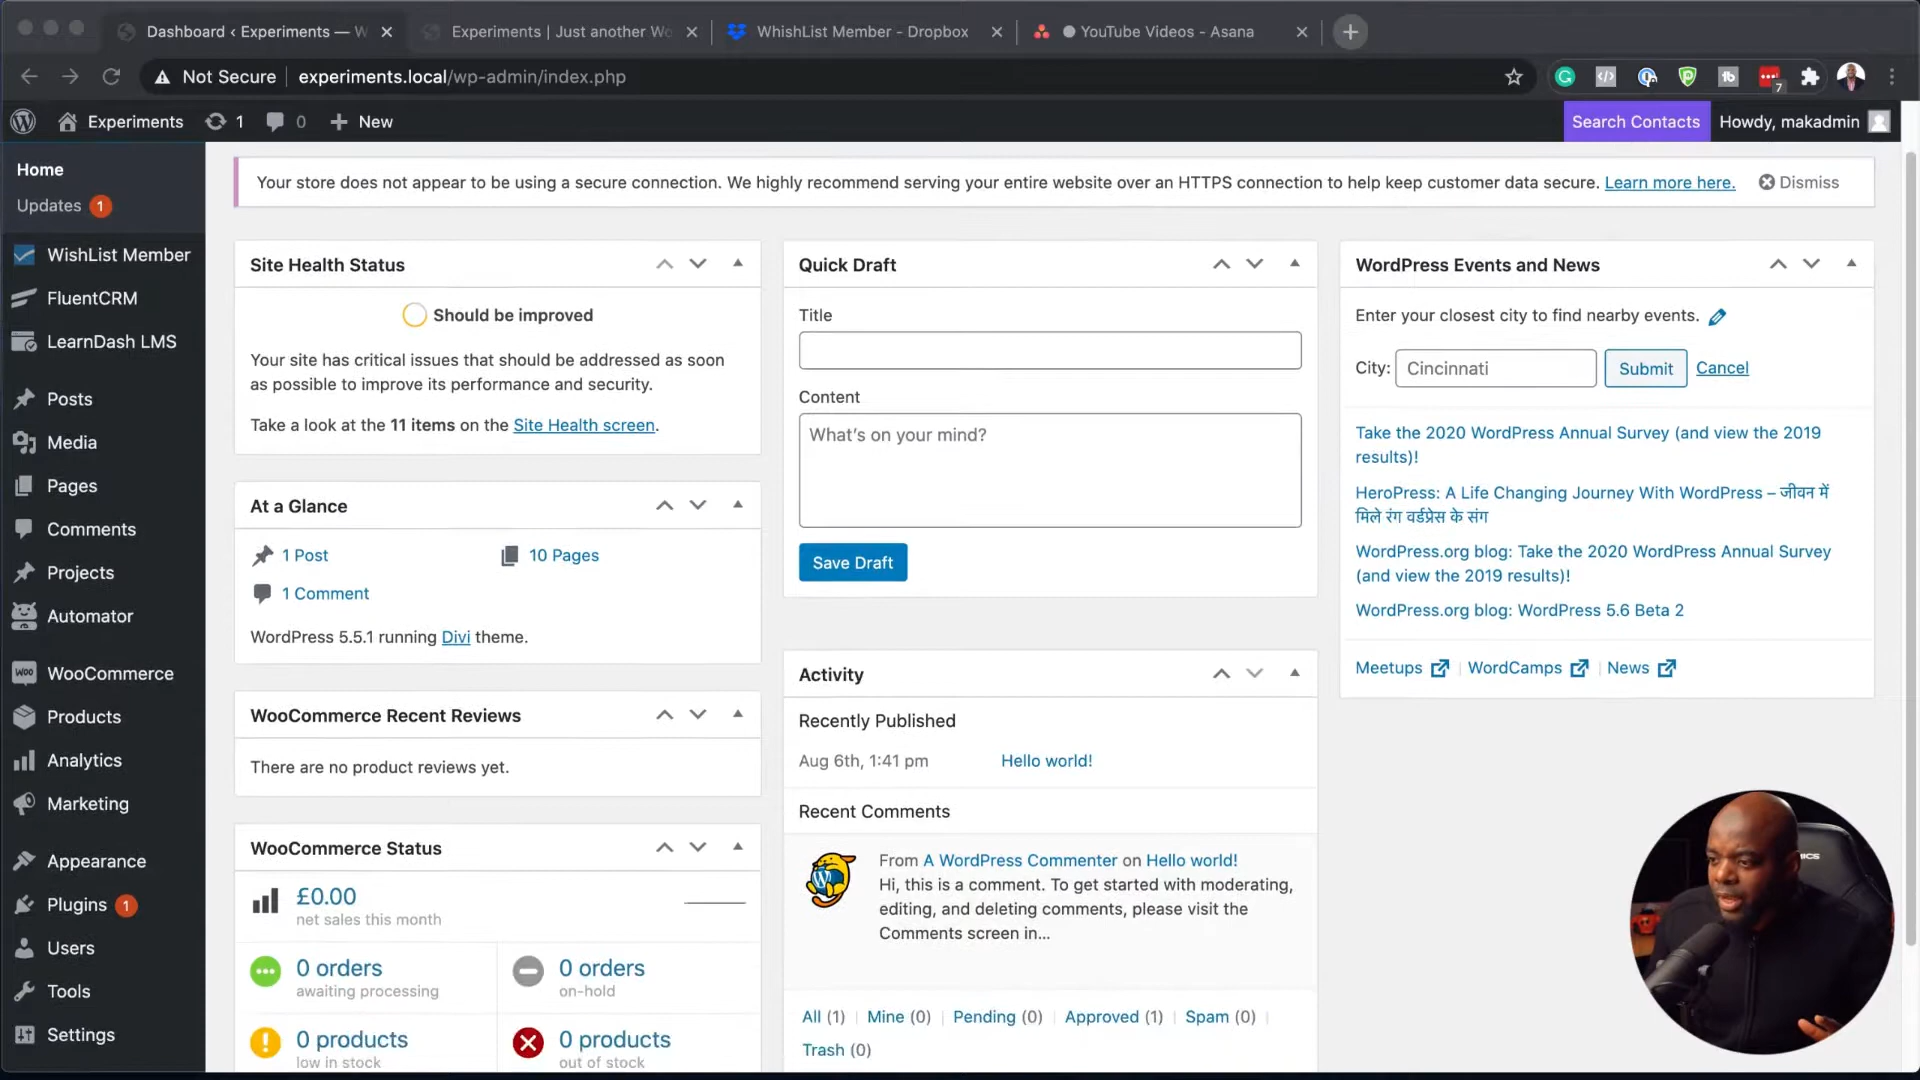 Dashboard ‹ Experiments — W
Experiments | Just another Wo
WhishList Member - Dropbox
YouTube Videos - Asana
Not Secure
experiments.local/wp-admin/index.php
7
Experiments
1
0
New
Search Contacts
Howdy, makadmin
Home
Updates 1
WishList Member
FluentCRM
LearnDash LMS
Posts
Media
Pages
Comments
Projects
Automator
WooCommerce
Products
Analytics
Marketing
Appearance
Plugins 1
Users
Tools
Settings
Your store does not appear to be using a secure connection. We highly recommend serving your entire website over an HTTPS connection to help keep customer data secure. Learn more here.
Dismiss
Site Health Status
Should be improved
Your site has critical issues that should be addressed as soon
as possible to improve its performance and security.
Take a look at the 11 items on the Site Health screen.
At a Glance
1 Post
10 Pages
1 Comment
WordPress 5.5.1 running Divi theme.
WooCommerce Recent Reviews
There are no product reviews yet.
WooCommerce Status
£0.00
net sales this month
0 orders
awaiting processing
0 orders
on-hold
0 products
low in stock
0 products
out of stock
Quick Draft
Title
Content
What's on your mind?
Save Draft
Activity
Recently Published
Aug 6th, 1:41 pm
Hello world!
Recent Comments
From A WordPress Commenter on Hello world!
Hi, this is a comment. To get started with moderating,
editing, and deleting comments, please visit the
Comments screen in...
All (1) | Mine (0) | Pending (0) | Approved (1) | Spam (0) |
Trash (0)
WordPress Events and News
Enter your closest city to find nearby events.
City: Cincinnati
Submit
Cancel
Take the 2020 WordPress Annual Survey (and view the 2019
results)!
HeroPress: A Life Changing Journey With WordPress – जीवन में
मिले रंग वर्डप्रेस के संग
WordPress.org blog: Take the 2020 WordPress Annual Survey
(and view the 2019 results)!
WordPress.org blog: WordPress 5.6 Beta 2
Meetups | WordCamps | News